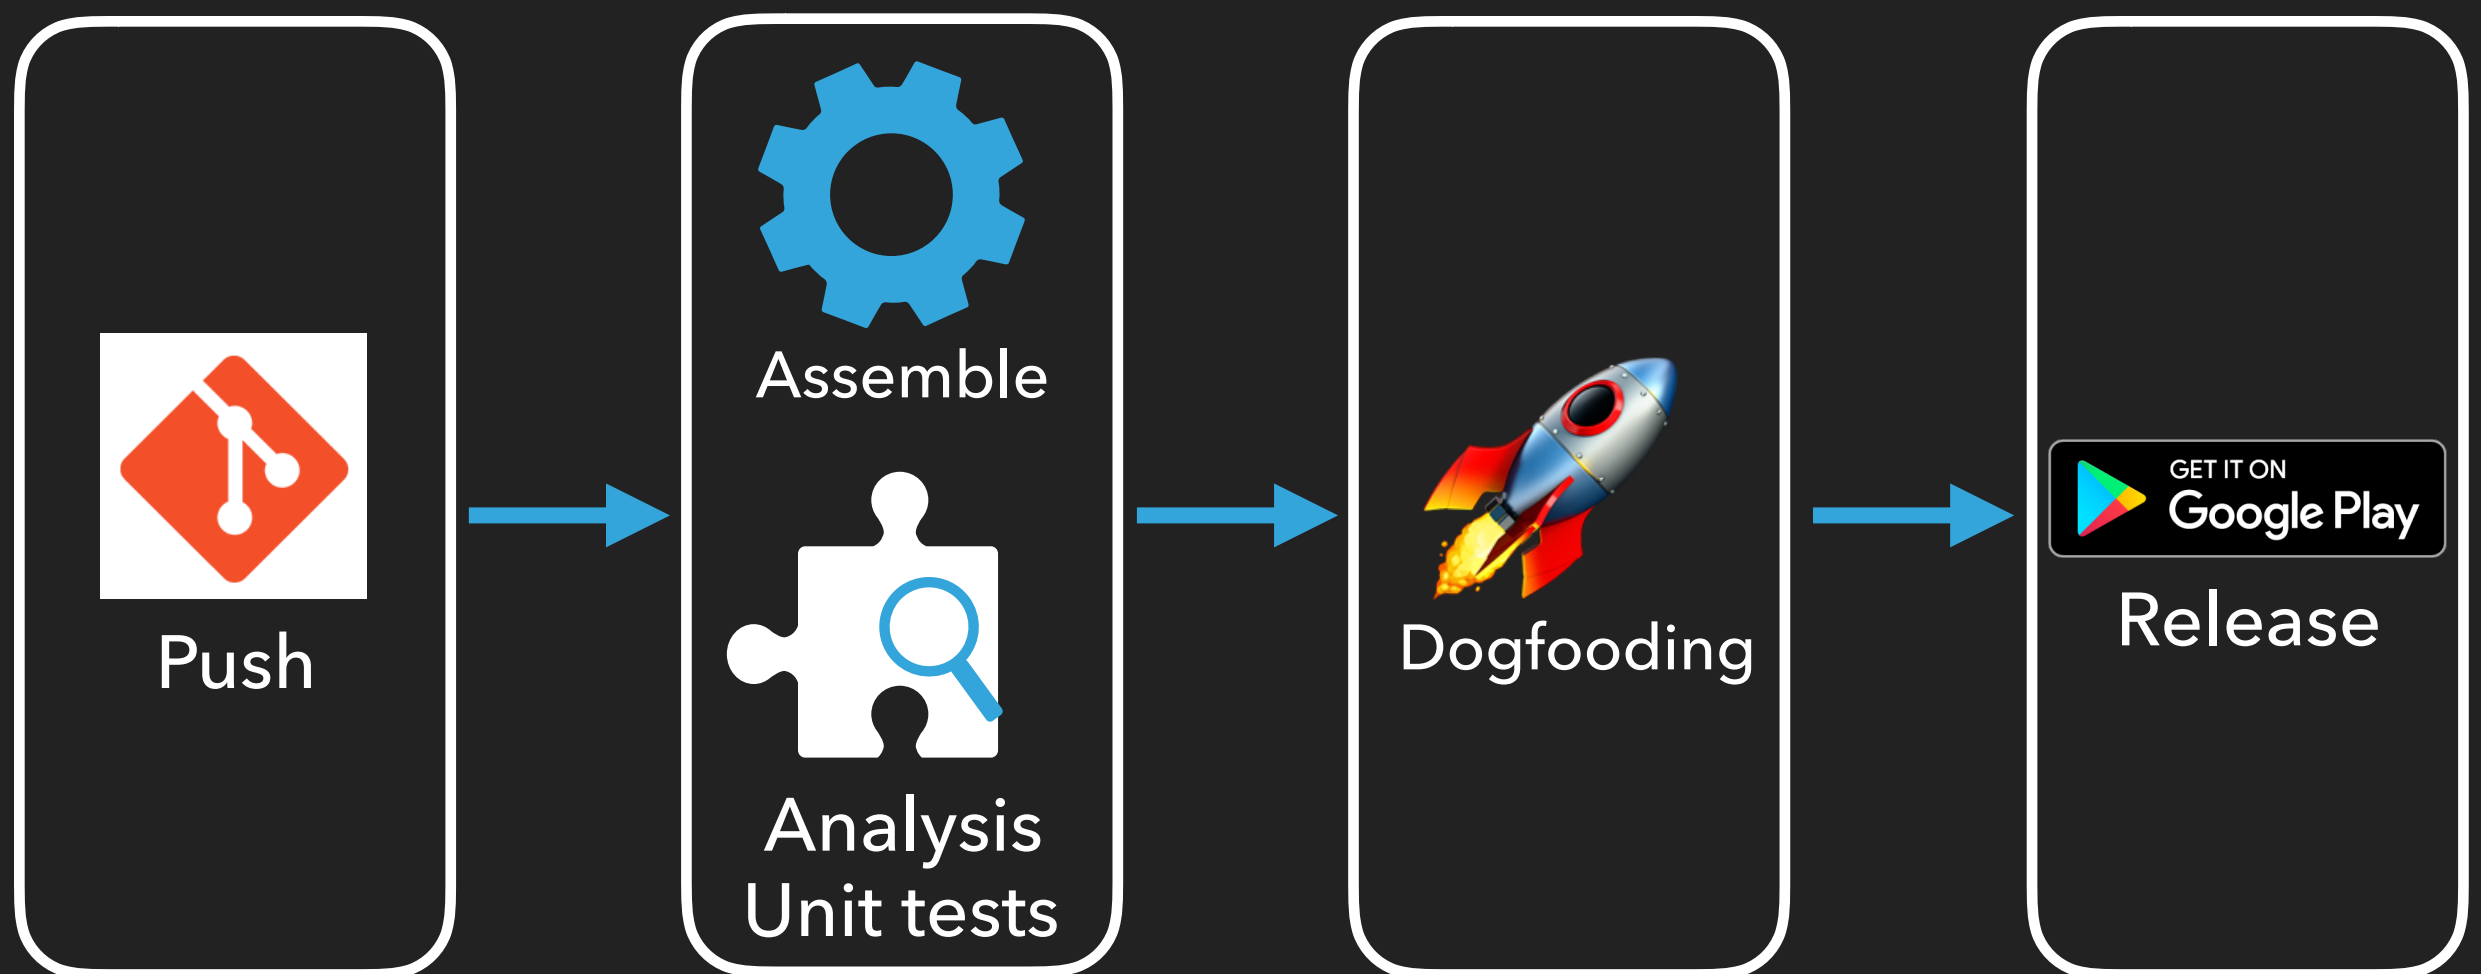 Push
Assemble
Analysis
Unit tests
Dogfooding
GET IT ON
Google Play
Release